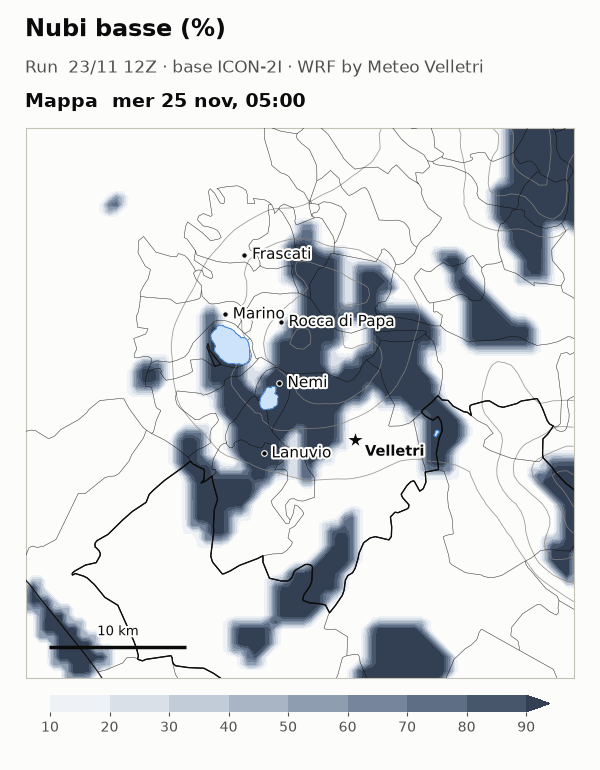 Nubi basse (%)
Run  23/11 12Z · base ICON-2I · WRF by Meteo Velletri
Mappa  mer 25 nov, 05:00
Frascati
Marino
Rocca di Papa
Nemi
Velletri
Lanuvio
10 km
10 20 30 40 50 60 70 80 90